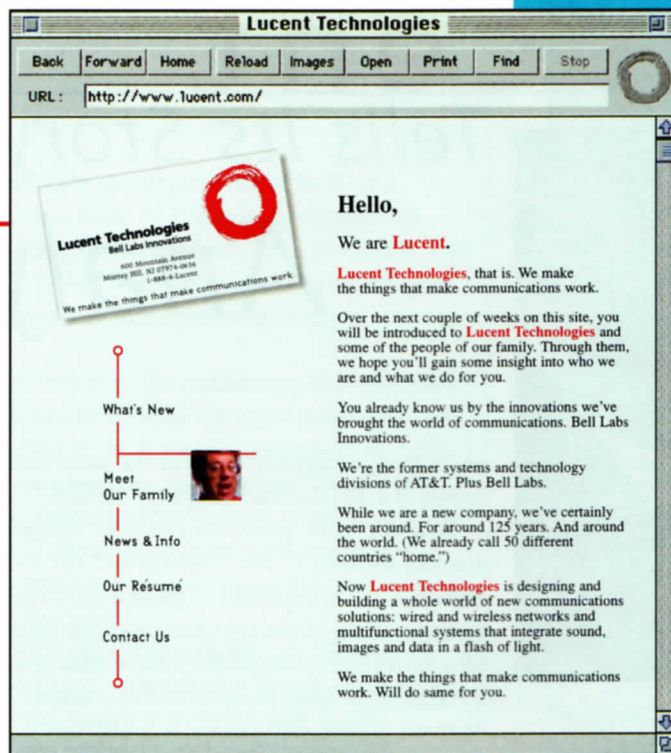 Lucent Technologies
Back Forward Home Reload Images Open Print Find Stop
URL: http://www.lucent.com/
Lucent Technologies
Bell Labs Innovations
600 Mountain Avenue
Murray Hill, NJ 07974-0636
1-888-4-Lucent
We make the things that make communications work.
What's New
Meet
Our Family
News & Info
Our Résumé
Contact Us
Hello,
We are Lucent.
Lucent Technologies, that is. We make
the things that make communications work.
Over the next couple of weeks on this site, you
will be introduced to Lucent Technologies and
some of the people of our family. Through them,
we hope you'll gain some insight into who we
are and what we do for you.
You already know us by the innovations we've
brought the world of communications. Bell Labs
Innovations.
We're the former systems and technology
divisions of AT&T. Plus Bell Labs.
While we are a new company, we've certainly
been around. For around 125 years. And around
the world. (We already call 50 different
countries “home.”)
Now Lucent Technologies is designing and
building a whole world of new communications
solutions: wired and wireless networks and
multifunctional systems that integrate sound,
images and data in a flash of light.
We make the things that make communications
work. Will do same for you.